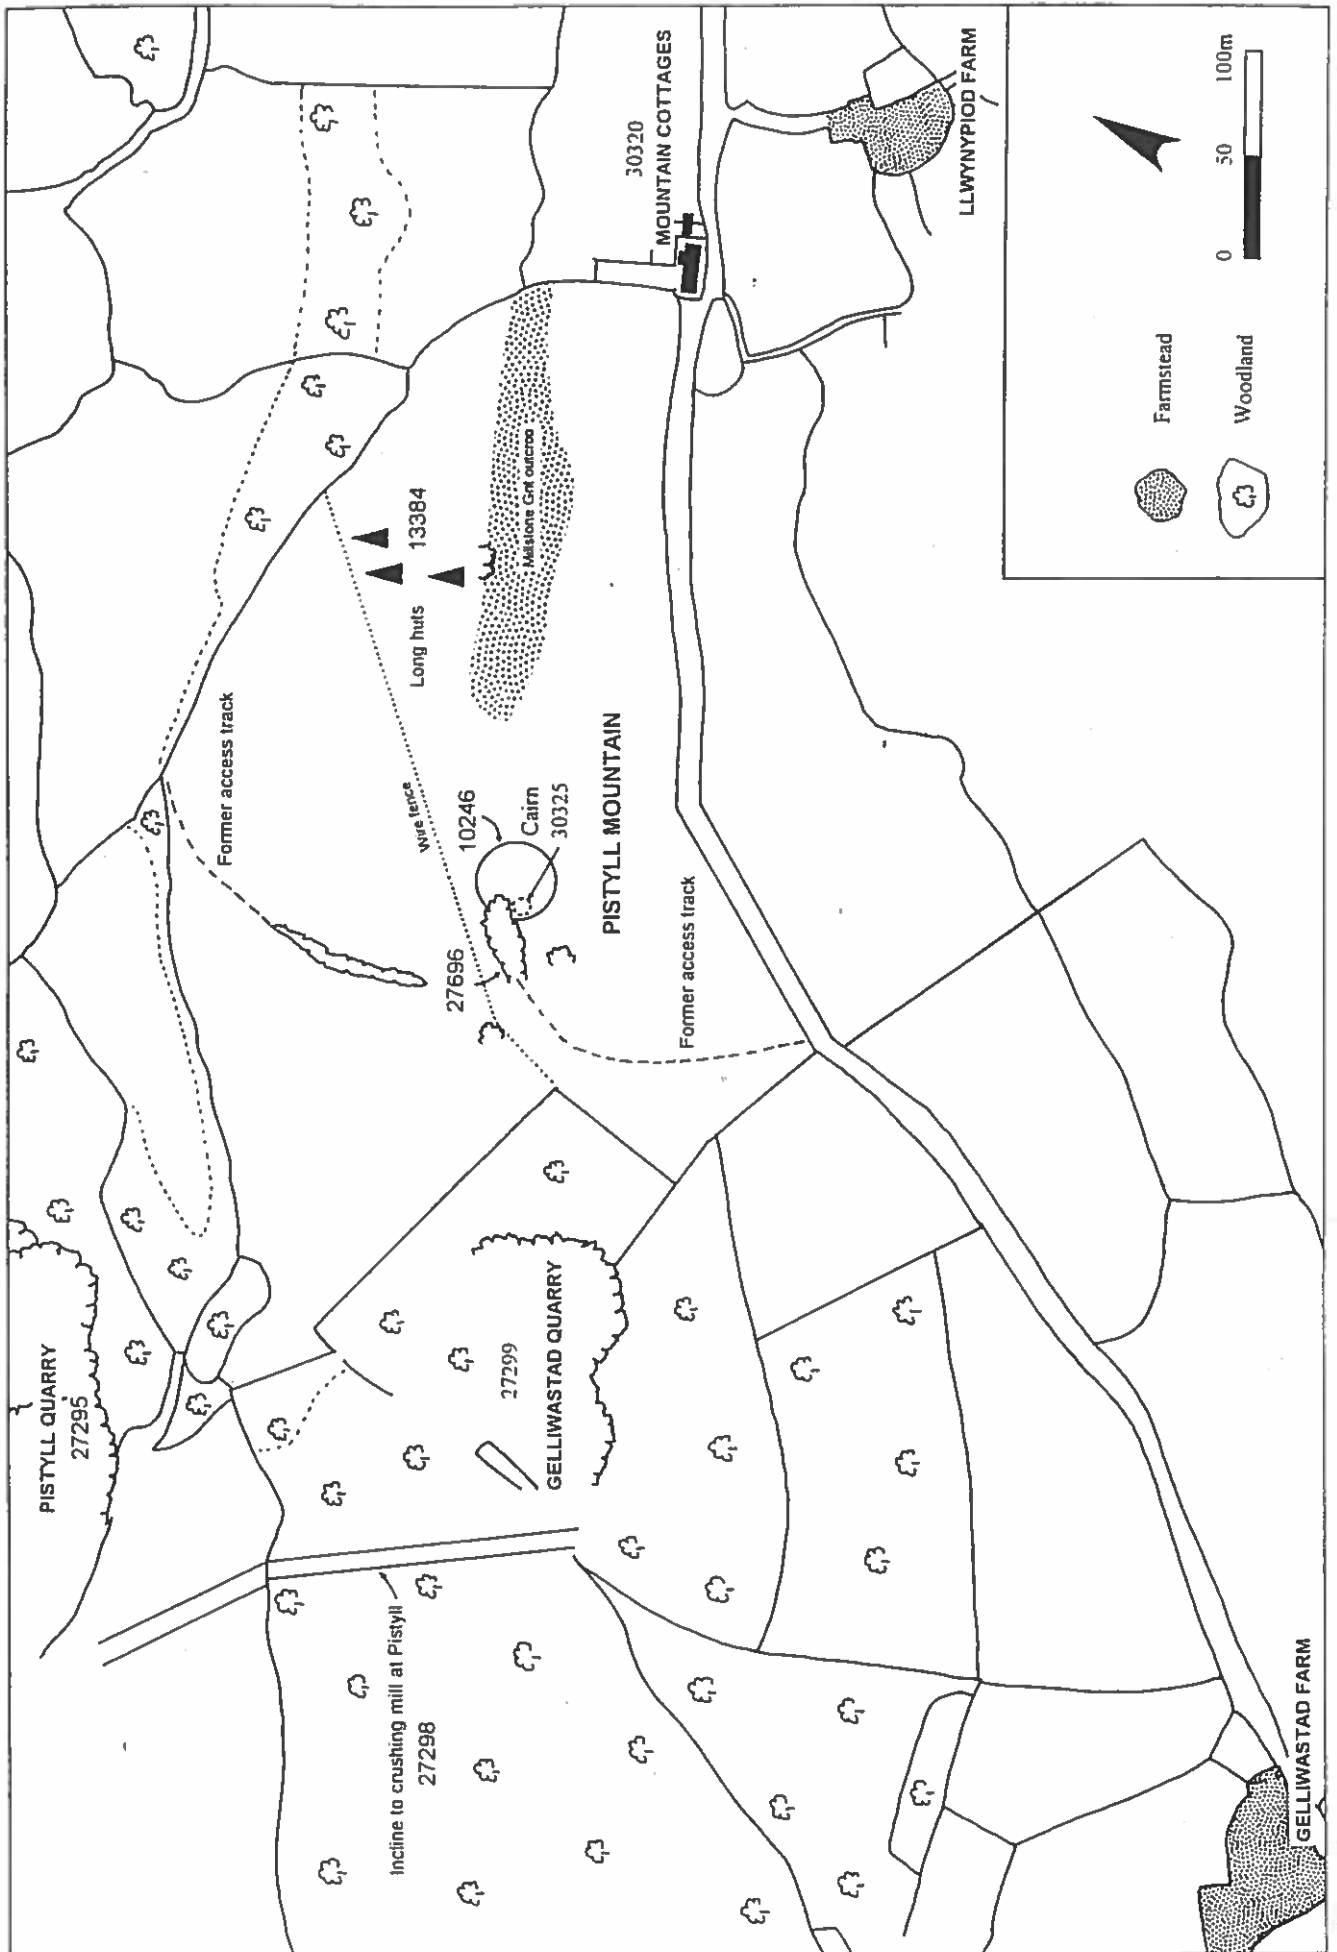 PISTYLL QUARRY
27295
Incline to crushing mill at Pistyll
27298
GELLIWASTAD QUARRY
27299
GELLIWASTAD FARM
Former access track
Former access track
Wire fence
27696
10246
Cairn
30325
PISTYLL MOUNTAIN
Long huts
13384
Millstone Grit outcrop
30320
MOUNTAIN COTTAGES
LLWYNYPIOD FARM
Farmstead
Woodland
0
50
100m